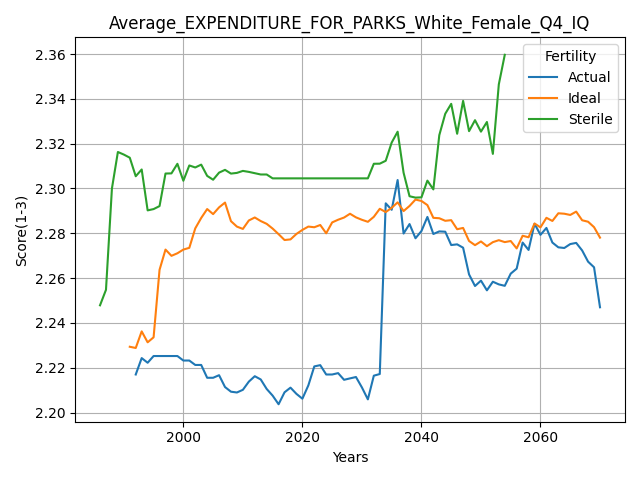 Average_EXPENDITURE_FOR_PARKS_White_Female_Q4_IQ
Fertility
Actual
Ideal
Sterile
Score(1-3)
2.36
2.34
2.32
2.30
2.28
2.26
2.24
2.22
2.20
2000
2020
2040
2060
Years